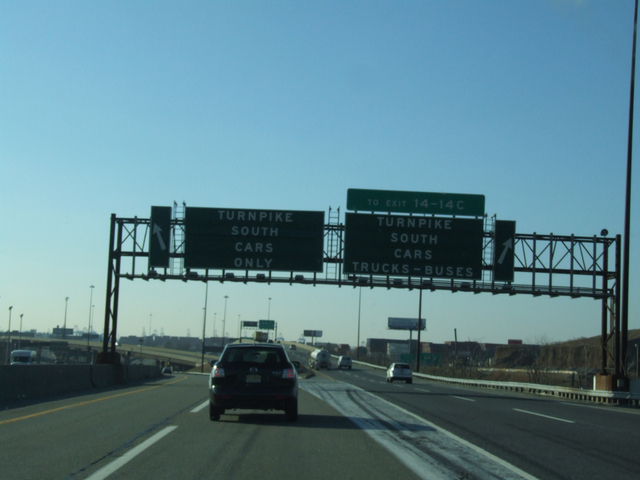 TURNPIKE
SOUTH
CARS
ONLY
TO EXIT 14-14C
TURNPIKE
SOUTH
CARS
TRUCKS-BUSES